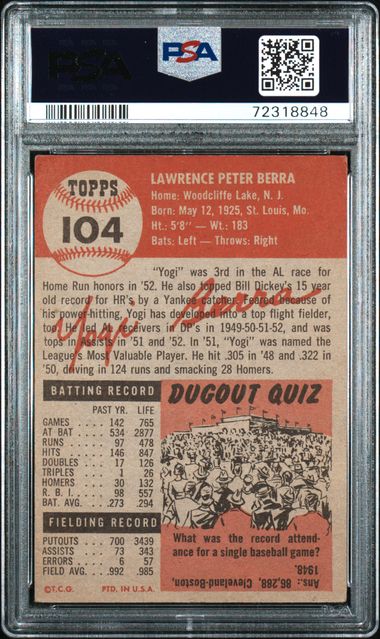 PSA
PSA
72318848
TOPPS
104
LAWRENCE PETER BERRA
Home: Woodcliffe Lake, N. J.
Born: May 12, 1925, St. Louis, Mo.
Ht.: 5'8" — Wt.: 183
Bats: Left — Throws: Right
"Yogi" was 3rd in the AL race for
Home Run honors in '52. He also topped Bill Dickey's 15
year old record for HR's by a Yankee catcher. Feared because of
his power hitting, Yogi has developed into a top flight fielder,
too. He led AL receivers in DP's in 1949-50-51-52, and was
tops in Assists in '51 and '52. In '51, "Yogi" was named the
League's Most Valuable Player. He hit .305 in '48 and .322 in
'50, driving in 124 runs and smacking 28 Homers.
Yogi Berra
BATTING RECORD
PAST YR. LIFE
GAMES 142 765
AT BAT 534 2877
RUNS 97 478
HITS 146 847
DOUBLES 17 126
TRIPLES 1 26
HOMERS 30 132
R. B. I. 98 557
BAT. AVG. .273 .294
FIELDING RECORD
PUTOUTS 700 3439
ASSISTS 73 343
ERRORS 6 57
FIELD AVG. .992 .985
©T.C.G. PTD. IN U.S.A.
DUGOUT QUIZ
What was the record attend-
ance for a single baseball game?
Ans.: 86,288, Cleveland-Boston,
1948.